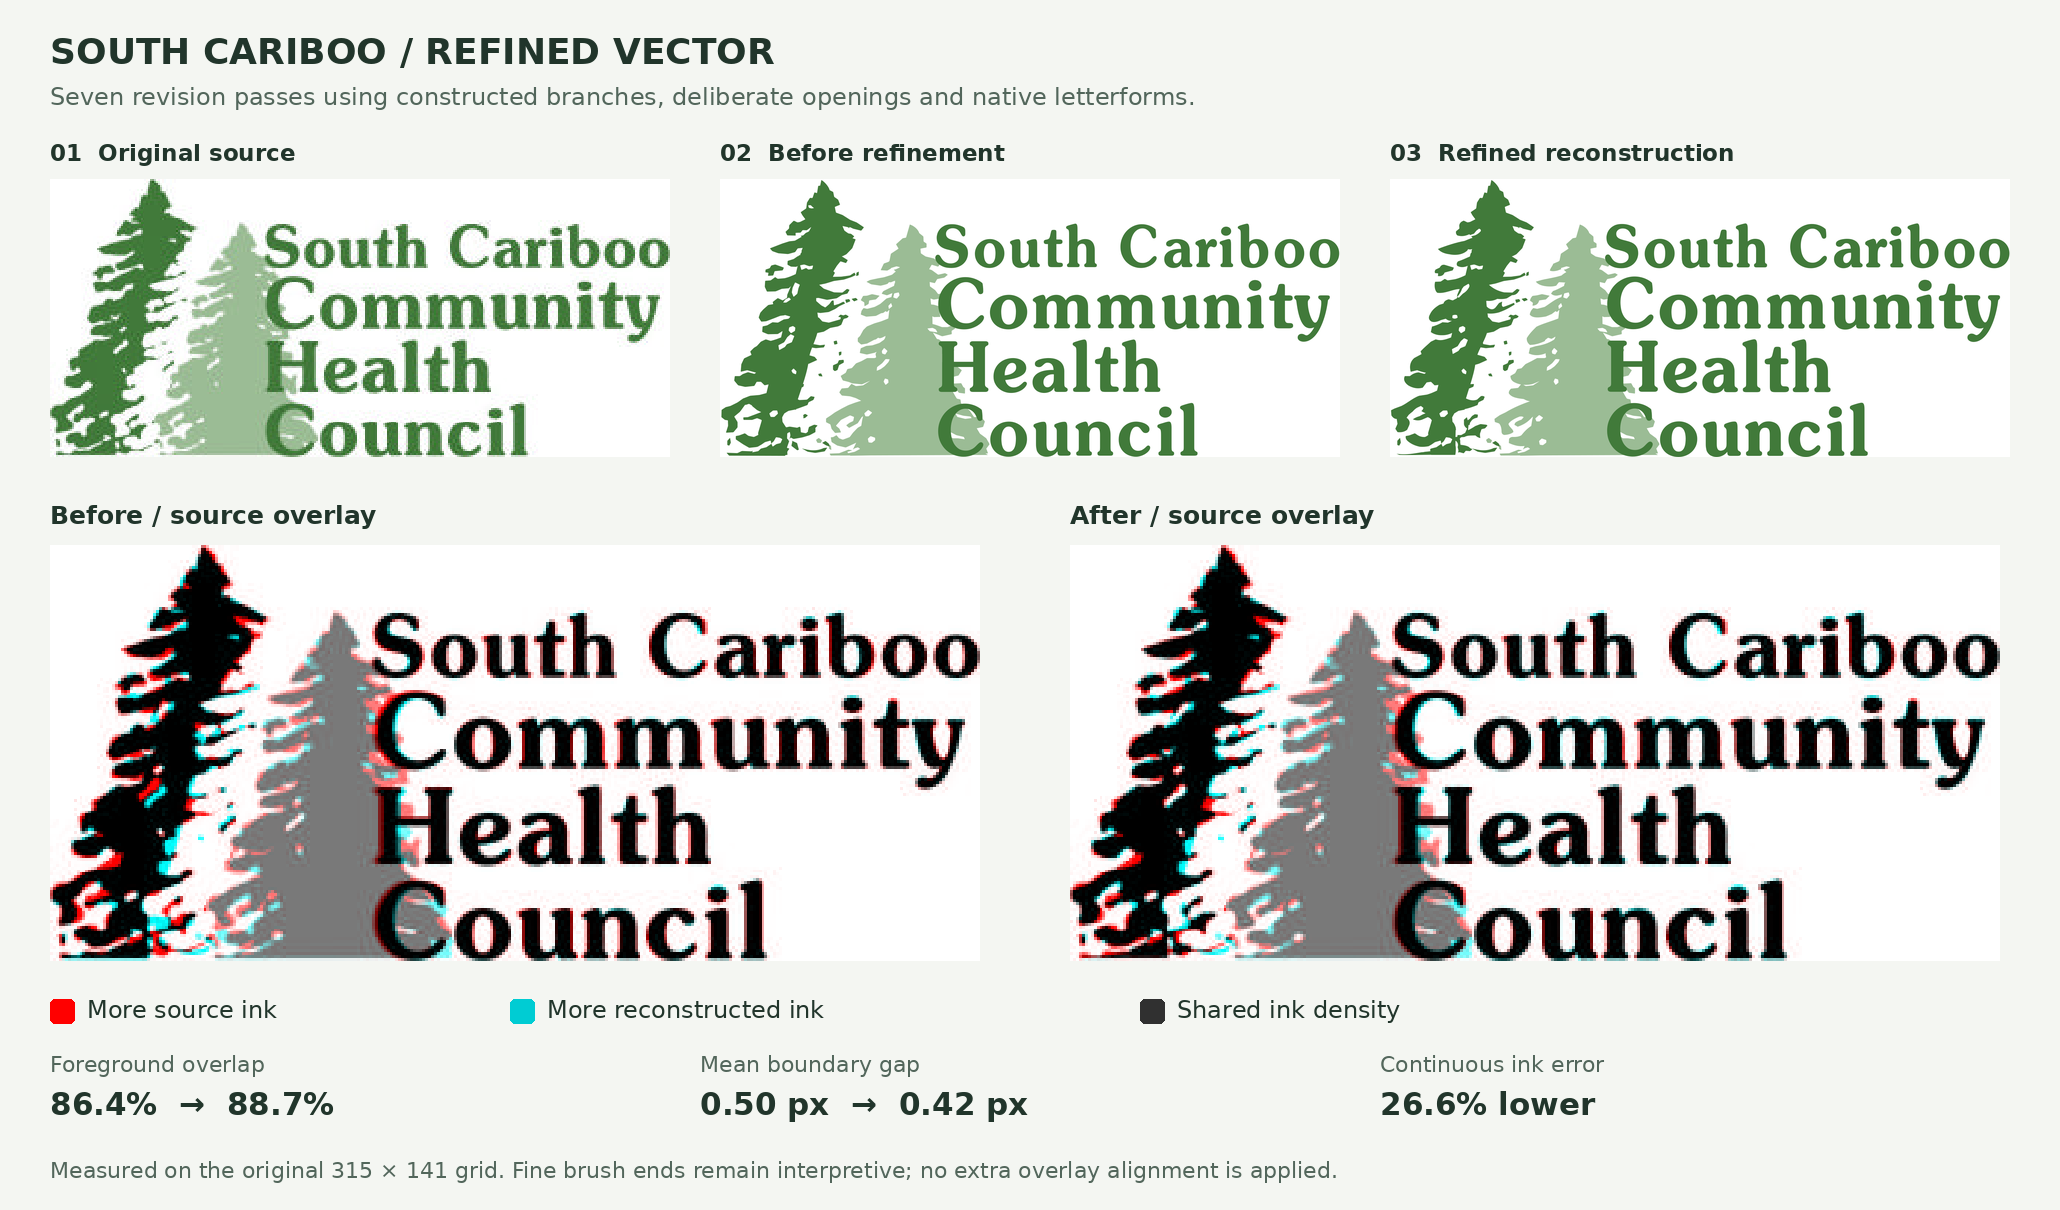 SOUTH CARIBOO / REFINED VECTOR
Seven revision passes using constructed branches, deliberate openings and native letterforms.
01 Original source
02 Before refinement
03 Refined reconstruction
South Cariboo
Community
Health
Council
South Cariboo
Community
Health
Council
South Cariboo
Community
Health
Council
Before / source overlay
After / source overlay
South Cariboo
Community
Health
Council
South Cariboo
Community
Health
Council
More source ink
More reconstructed ink
Shared ink density
Foreground overlap
86.4% → 88.7%
Mean boundary gap
0.50 px → 0.42 px
Continuous ink error
26.6% lower
Measured on the original 315 × 141 grid. Fine brush ends remain interpretive; no extra overlay alignment is applied.